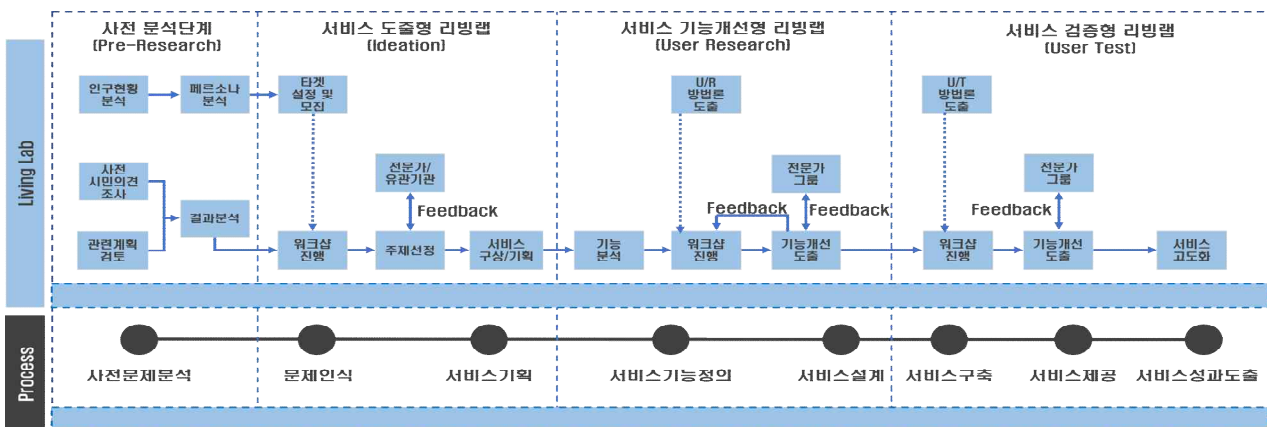 사전 분석단계
(Pre-Research)
서비스 도출형 리빙랩
(Ideation)
서비스 기능개선형 리빙랩
(User Research)
서비스 검증형 리빙랩
(User Test)
Living Lab
인구현황
분석
페르소나
분석
타겟
설정 및
모집
U/R
방법론
도출
U/T
방법론
도출
사전
시민의견
조사
전문가/
유관기관
전문가
그룹
전문가
그룹
결과분석
Feedback
Feedback
Feedback
Feedback
관련계획
검토
워크샵
진행
주제선정
서비스
구상/기획
기능
분석
워크샵
진행
기능개선
도출
워크샵
진행
기능개선
도출
서비스
고도화
Process
사전문제분석
문제인식
서비스기획
서비스기능정의
서비스설계
서비스구축
서비스제공
서비스성과도출